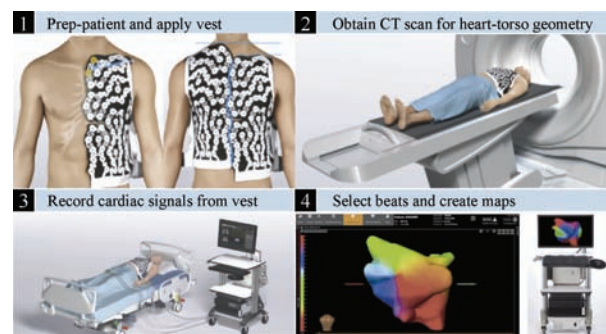 1 Prep-patient and apply vest
2 Obtain CT scan for heart-torso geometry
3 Record cardiac signals from vest
4 Select beats and create maps